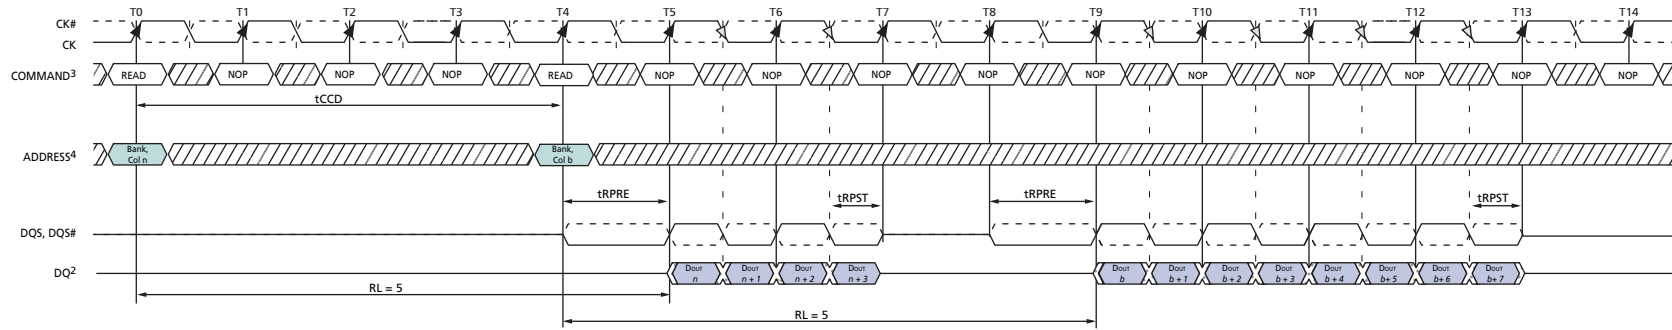 T0 T1 T2 T3 T4 T5 T6 T7 T8 T9 T10 T11 T12 T13 T14
CK#
CK
COMMAND3 READ NOP NOP NOP READ NOP NOP NOP NOP NOP NOP NOP NOP NOP NOP
tCCD
ADDRESS4 Bank, Col n Bank, Col b
tRPRE tRPST tRPRE tRPST
DQS, DQS#
DQ2 DOUT n DOUT n + 1 DOUT n + 2 DOUT n + 3 DOUT b DOUT b + 1 DOUT b + 2 DOUT b + 3 DOUT b + 4 DOUT b+ 5 DOUT b+ 6 DOUT b+ 7
RL = 5
RL = 5